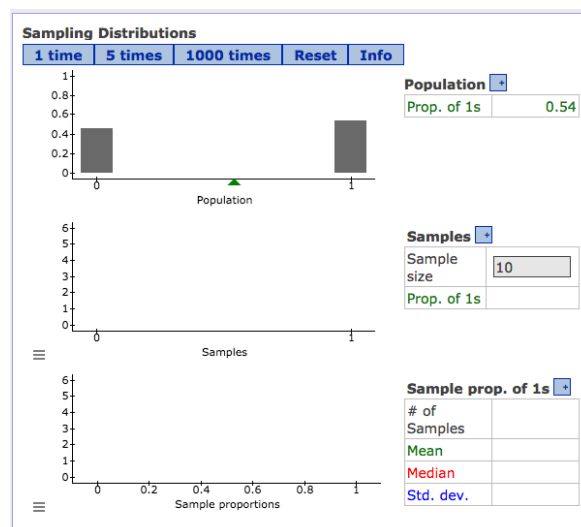 Sampling Distributions
1 time 5 times 1000 times Reset Info
1
0.8
0.6
0.4
0.2
0
0 1
Population
Population +
Prop. of 1s 0.54
6
5
4
3
2
1
0
0 1
Samples
Samples +
Sample size 10
Prop. of 1s
6
5
4
3
2
1
0
0 0.2 0.4 0.6 0.8 1
Sample proportions
Sample prop. of 1s +
# of
Samples
Mean
Median
Std. dev.